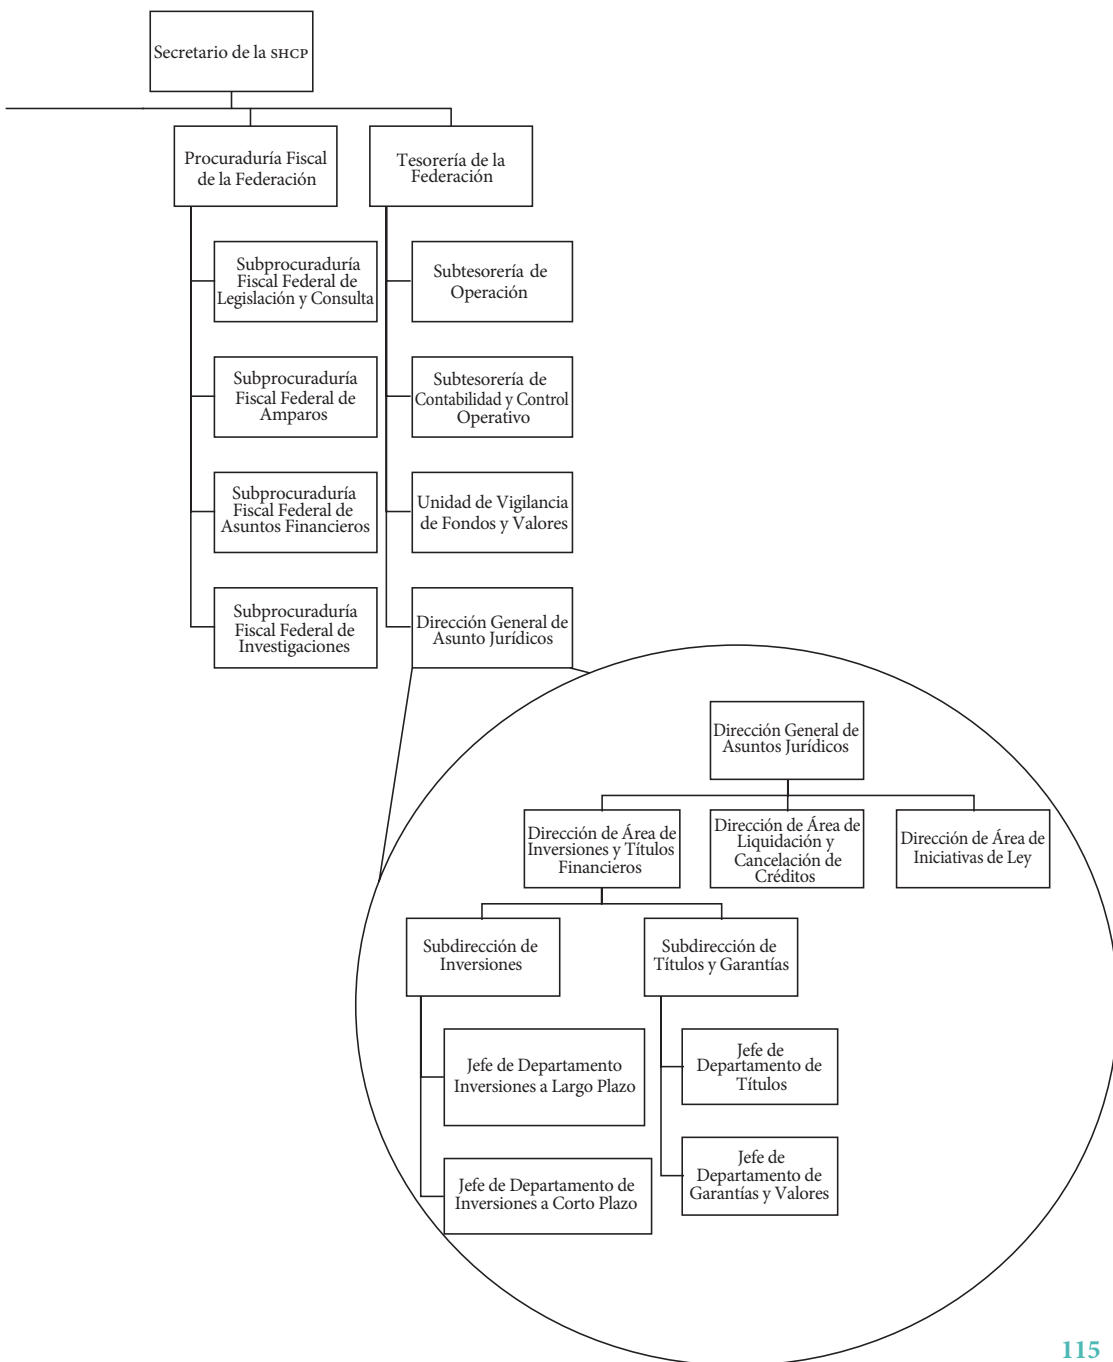 Secretario de la SHCP
Procuraduría Fiscal
de la Federación
Tesorería de la
Federación
Subprocuraduría
Fiscal Federal de
Legislación y Consulta
Subtesorería de
Operación
Subprocuraduría
Fiscal Federal de
Amparos
Subtesorería de
Contabilidad y Control
Operativo
Subprocuraduría
Fiscal Federal de
Asuntos Financieros
Unidad de Vigilancia
de Fondos y Valores
Subprocuraduría
Fiscal Federal de
Investigaciones
Dirección General de
Asunto Jurídicos
Dirección General de
Asuntos Jurídicos
Dirección de Área de
Inversiones y Títulos
Financieros
Dirección de Área de
Liquidación y
Cancelación de
Créditos
Dirección de Área de
Iniciativas de Ley
Subdirección de
Inversiones
Subdirección de
Títulos y Garantías
Jefe de Departamento
Inversiones a Largo Plazo
Jefe de
Departamento de
Títulos
Jefe de Departamento de
Inversiones a Corto Plazo
Jefe de
Departamento de
Garantías y Valores
115